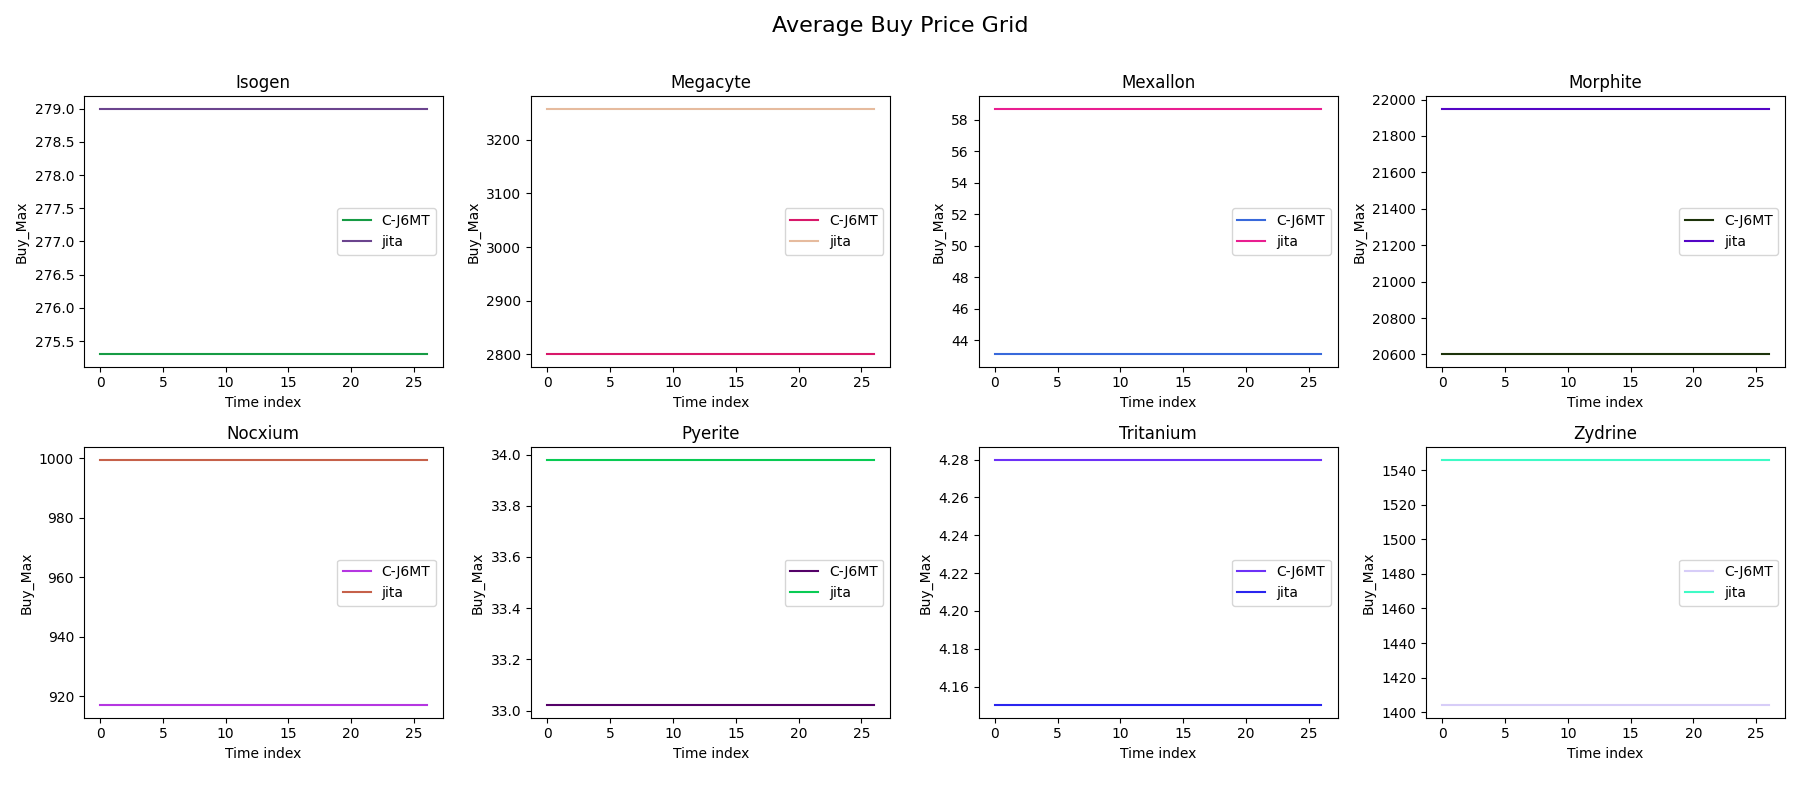 Average Buy Price Grid
Isogen
Buy_Max
279.0
278.5
278.0
277.5
277.0
276.5
276.0
275.5
C-J6MT
jita
0 5 10 15 20 25
Time index
Megacyte
Buy_Max
3200
3100
3000
2900
2800
C-J6MT
jita
0 5 10 15 20 25
Time index
Mexallon
Buy_Max
58
56
54
52
50
48
46
44
C-J6MT
jita
0 5 10 15 20 25
Time index
Morphite
Buy_Max
22000
21800
21600
21400
21200
21000
20800
20600
C-J6MT
jita
0 5 10 15 20 25
Time index
Nocxium
Buy_Max
1000
980
960
940
920
C-J6MT
jita
0 5 10 15 20 25
Time index
Pyerite
Buy_Max
34.0
33.8
33.6
33.4
33.2
33.0
C-J6MT
jita
0 5 10 15 20 25
Time index
Tritanium
Buy_Max
4.28
4.26
4.24
4.22
4.20
4.18
4.16
C-J6MT
jita
0 5 10 15 20 25
Time index
Zydrine
Buy_Max
1540
1520
1500
1480
1460
1440
1420
1400
C-J6MT
jita
0 5 10 15 20 25
Time index